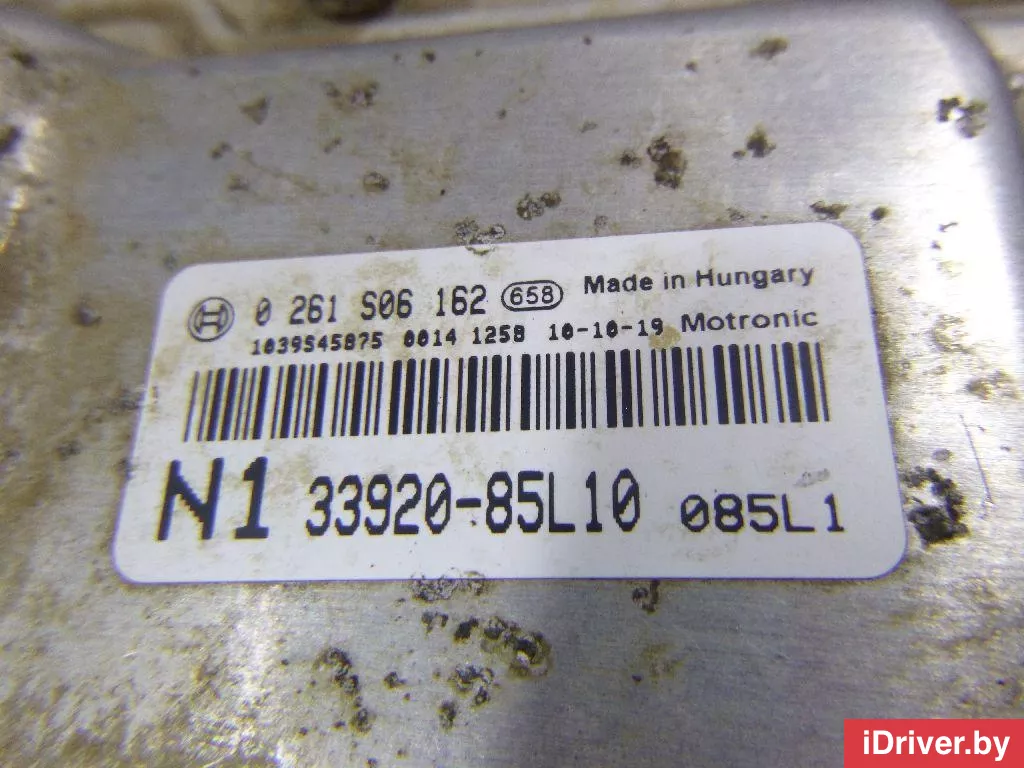 0 261 S06 162 658 Made in Hungary
1039S45875 0014 1258 10-10-19 Motronic
N1 33920-85L10 085L1
iDriver.by